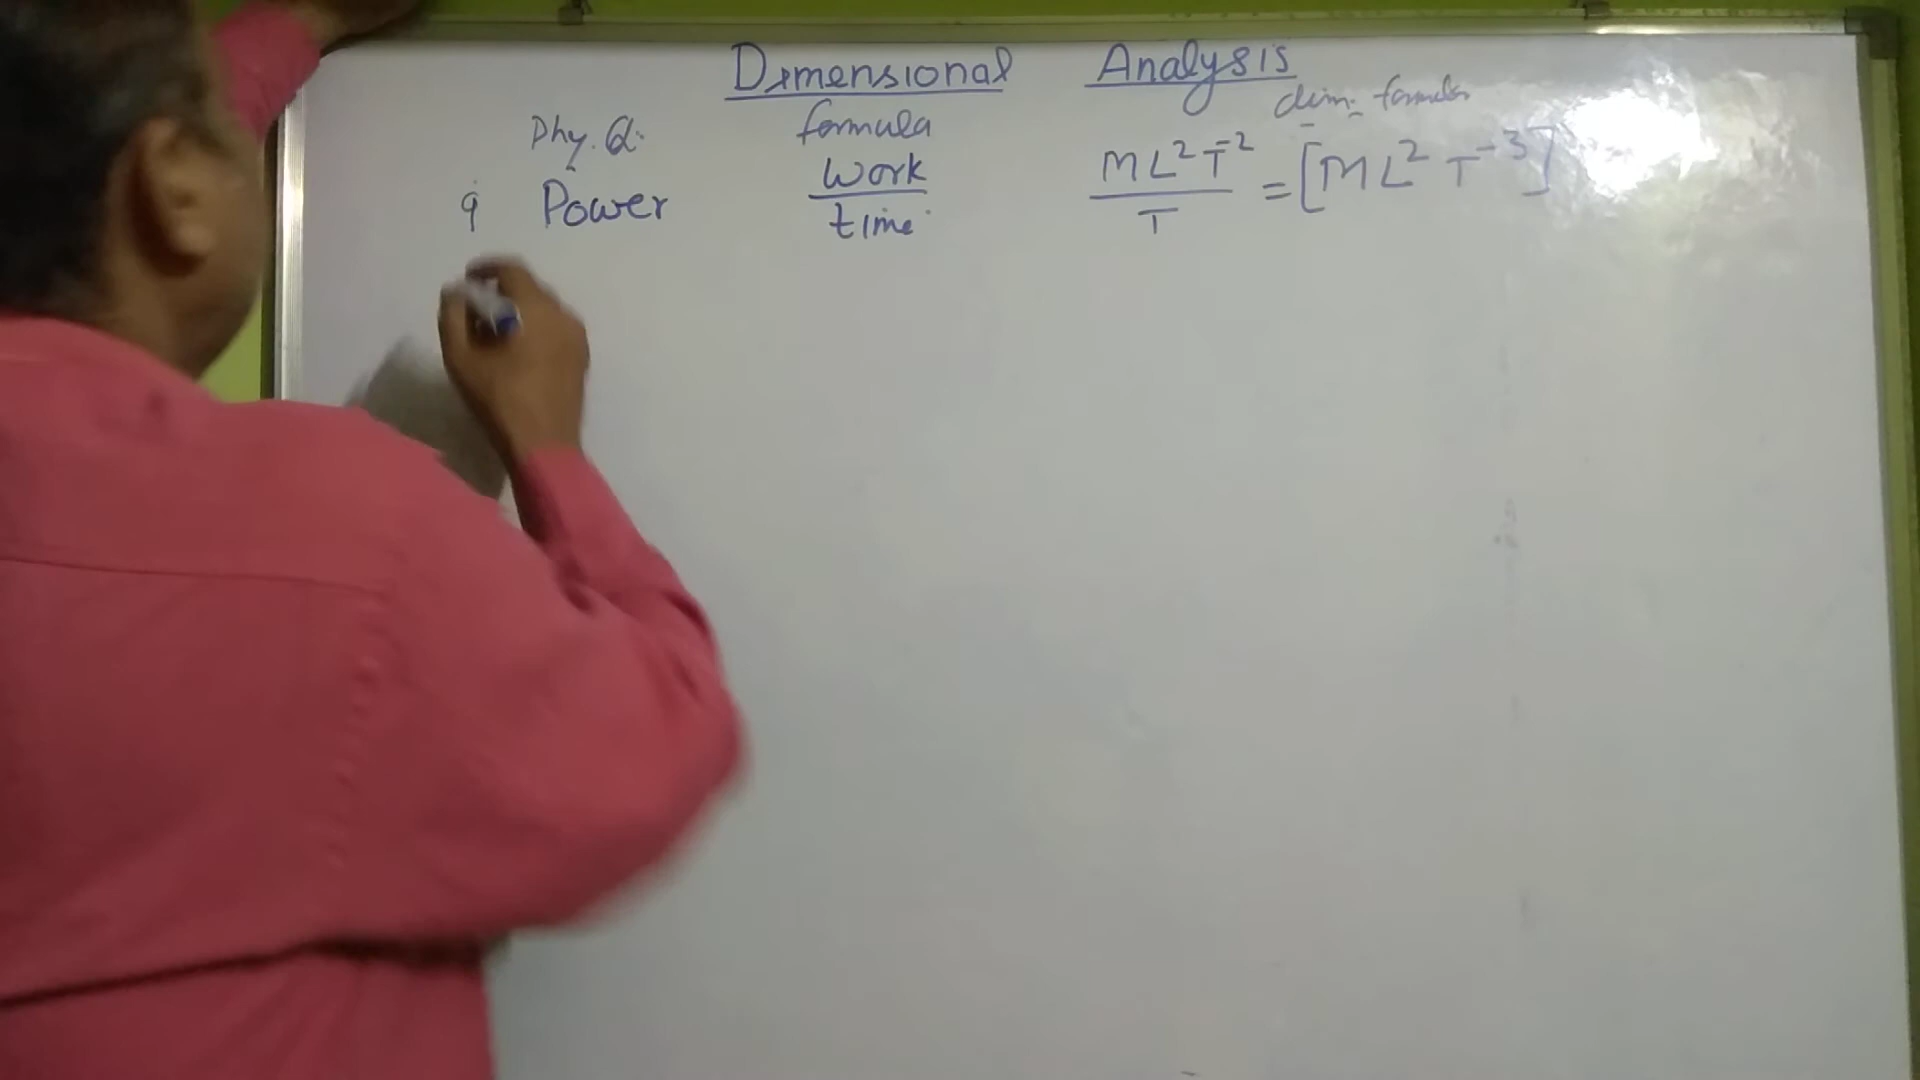 Dimensional Analysis
Phy. Q. formula dim. formula
9 Power Work/time ML²T⁻²/T = [ML²T⁻³]